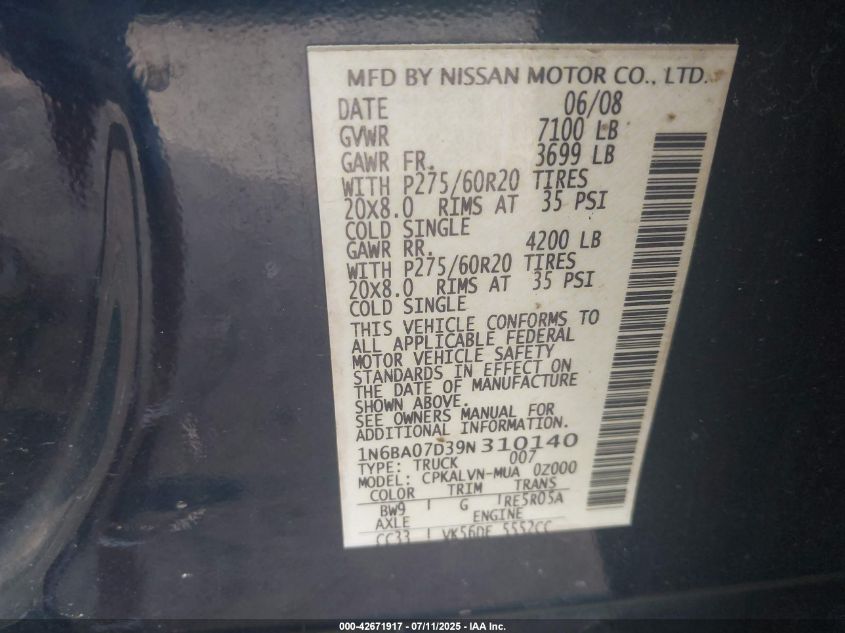 MFD BY NISSAN MOTOR CO., LTD.
DATE 06/08
GVWR 7100 LB
GAWR FR. 3699 LB
WITH P275/60R20 TIRES
20X8.0 RIMS AT 35 PSI
COLD SINGLE
GAWR RR. 4200 LB
WITH P275/60R20 TIRES
20X8.0 RIMS AT 35 PSI
COLD SINGLE
THIS VEHICLE CONFORMS TO
ALL APPLICABLE FEDERAL
MOTOR VEHICLE SAFETY
STANDARDS IN EFFECT ON
THE DATE OF MANUFACTURE
SHOWN ABOVE.
SEE OWNERS MANUAL FOR
ADDITIONAL INFORMATION.
1N6BA07D39N310140
TYPE: TRUCK 007
MODEL: CPKALVN-MUA 0Z000
COLOR TRIM TRANS
BW9 G RE5R05A
AXLE ENGINE
CC33 VK56DE 5552CC
000-42671917 - 07/11/2025 - IAA Inc.